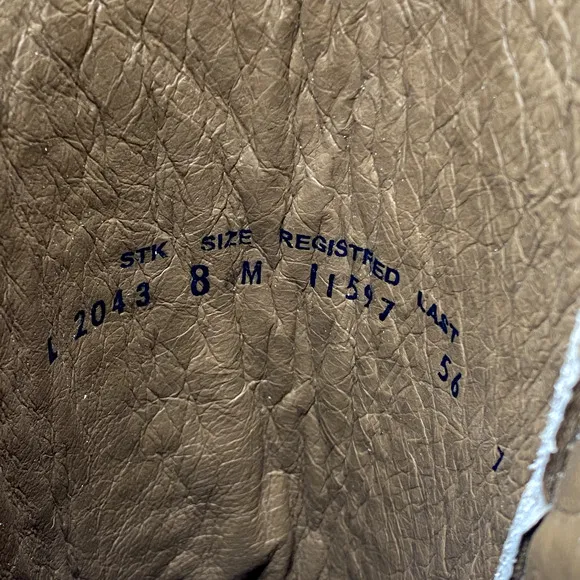 STK SIZE REGISTRED LAST
L 2043 8 M 11597 56